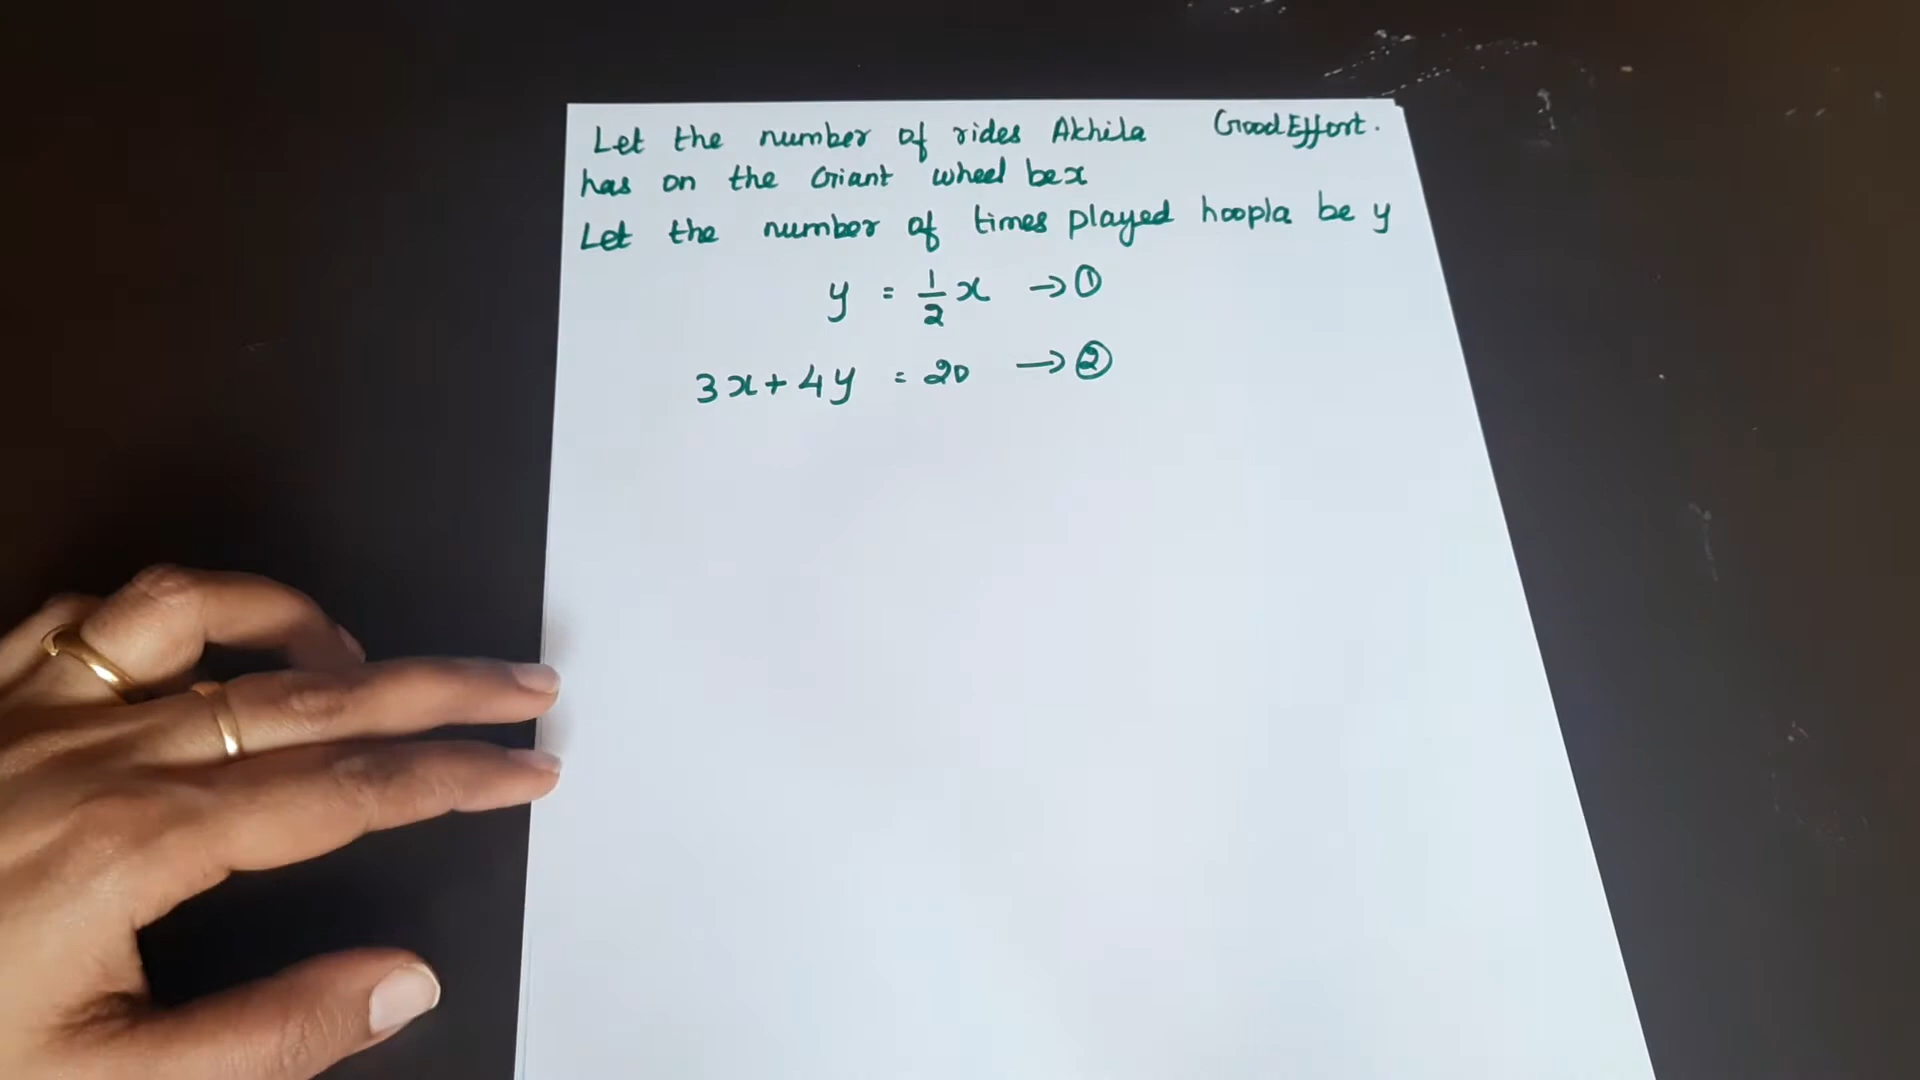 Let the number of rides Akhila Good Effort.
has on the Giant wheel be x
Let the number of times played hoopla be y
y = 1/2 x → ①
3x + 4y = 20 → ②